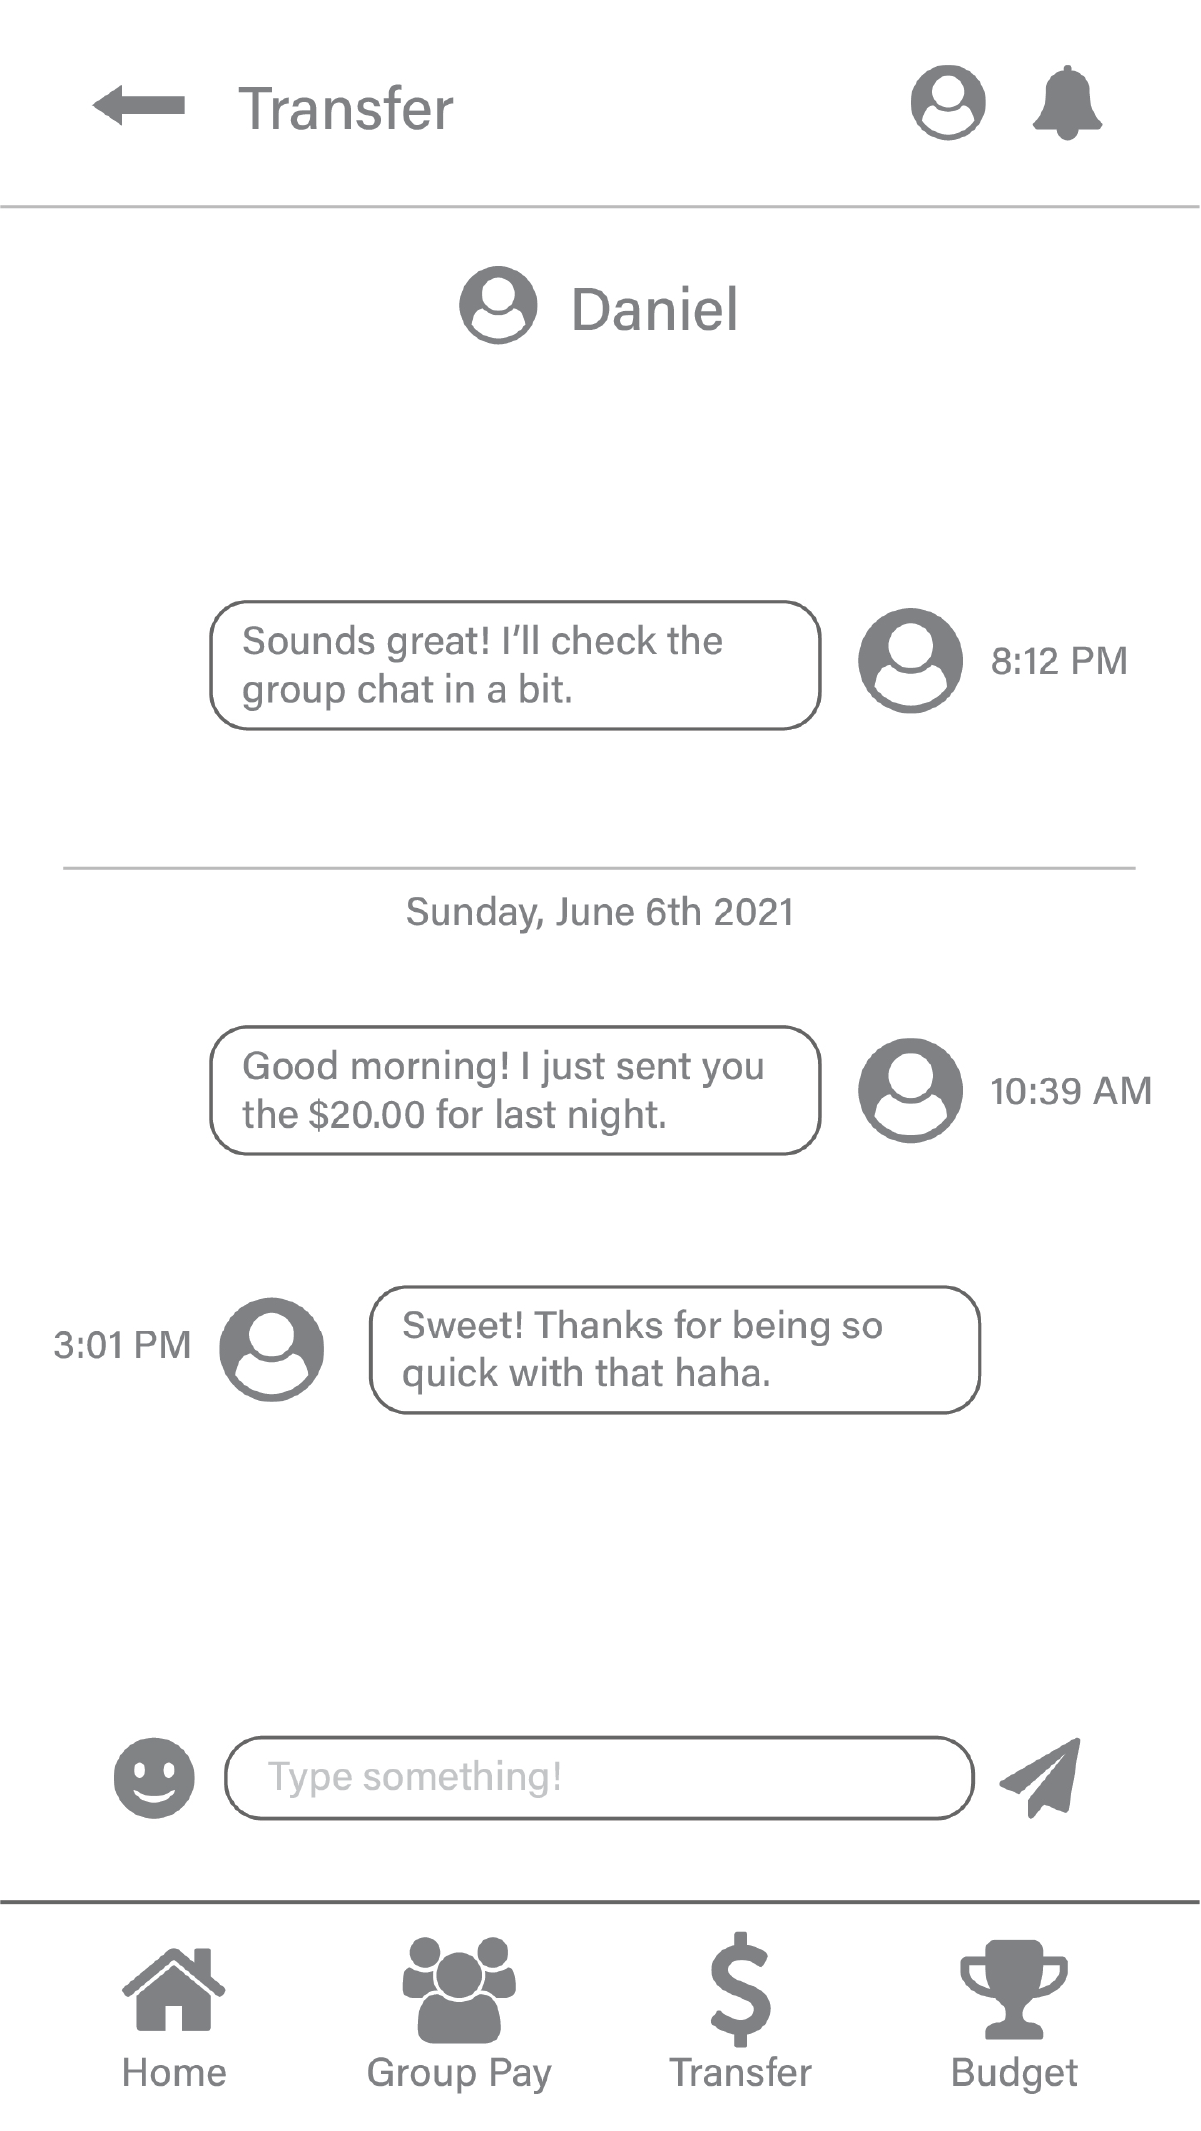 Transfer
Daniel
Sounds great! I’ll check the
group chat in a bit.
8:12 PM
Sunday, June 6th 2021
Good morning! I just sent you
the $20.00 for last night.
10:39 AM
3:01 PM
Sweet! Thanks for being so
quick with that haha.
Type something!
Home
Group Pay
Transfer
Budget